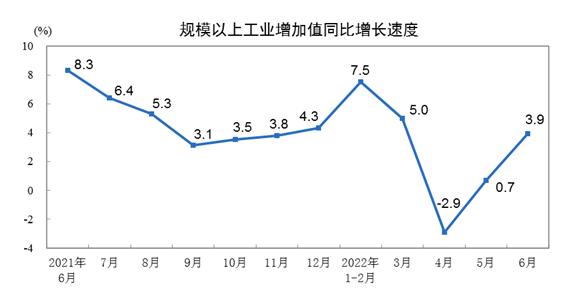 规模以上工业增加值同比增长速度
(%)
10
8
6
4
2
0
-2
-4
8.3
6.4
5.3
3.1
3.5
3.8
4.3
7.5
5.0
-2.9
0.7
3.9
2021年
6月
7月
8月
9月
10月
11月
12月
2022年
1-2月
3月
4月
5月
6月